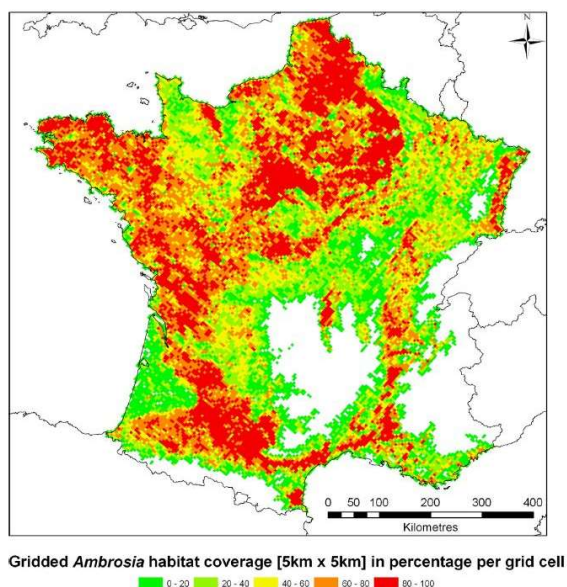 N
0 50 100 200 300 400
Kilometres
Gridded Ambrosia habitat coverage [5km x 5km] in percentage per grid cell
0 - 20 20 - 40 40 - 60 60 - 80 80 - 100